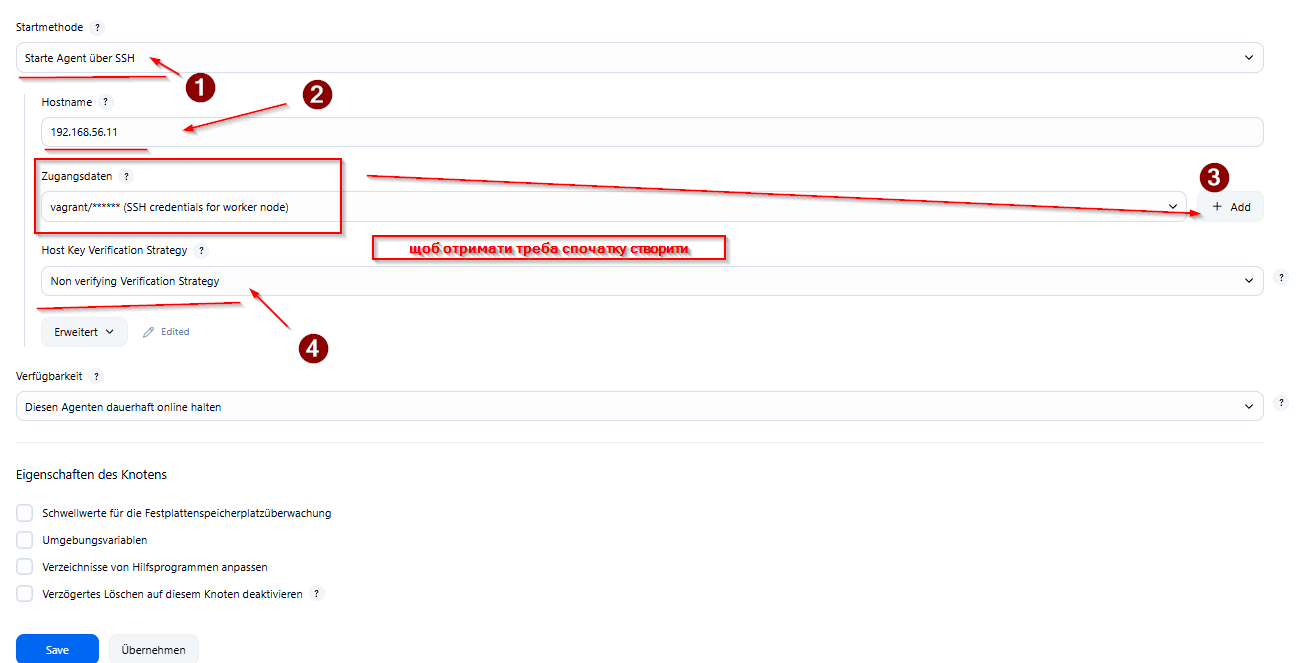 Startmethode ?
Starte Agent über SSH
1
2
Hostname ?
192.168.56.11
Zugangsdaten ?
3
vagrant/****** (SSH credentials for worker node)
+ Add
щоб отримати треба спочатку створити
Host Key Verification Strategy ?
Non verifying Verification Strategy
?
Erweitert
Edited
4
Verfügbarkeit ?
Diesen Agenten dauerhaft online halten
?
Eigenschaften des Knotens
Schwellwerte für die Festplattenspeicherplatzüberwachung
Umgebungsvariablen
Verzeichnisse von Hilfsprogrammen anpassen
Verzögertes Löschen auf diesem Knoten deaktivieren ?
Save
Übernehmen